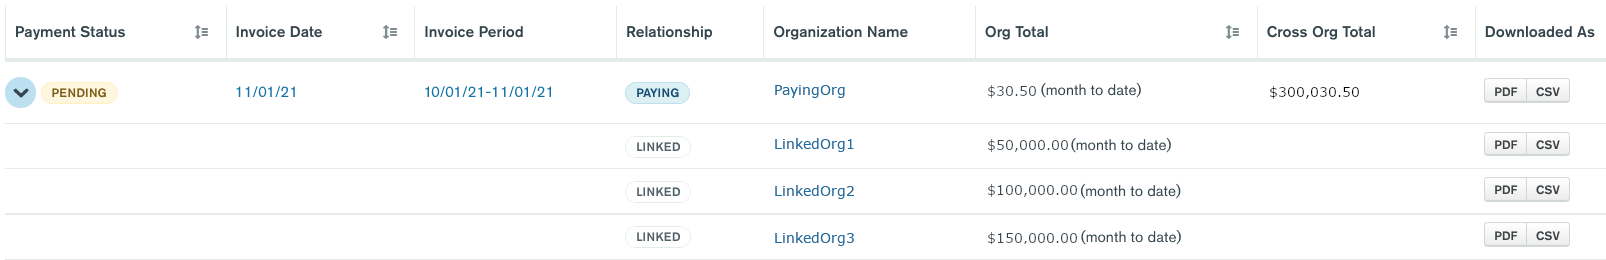 Payment Status Invoice Date Invoice Period Relationship Organization Name Org Total Cross Org Total Downloaded As
PENDING 11/01/21 10/01/21-11/01/21 PAYING PayingOrg $30.50 (month to date) $300,030.50 PDF CSV
LINKED LinkedOrg1 $50,000.00(month to date) PDF CSV
LINKED LinkedOrg2 $100,000.00 (month to date) PDF CSV
LINKED LinkedOrg3 $150,000.00 (month to date) PDF CSV